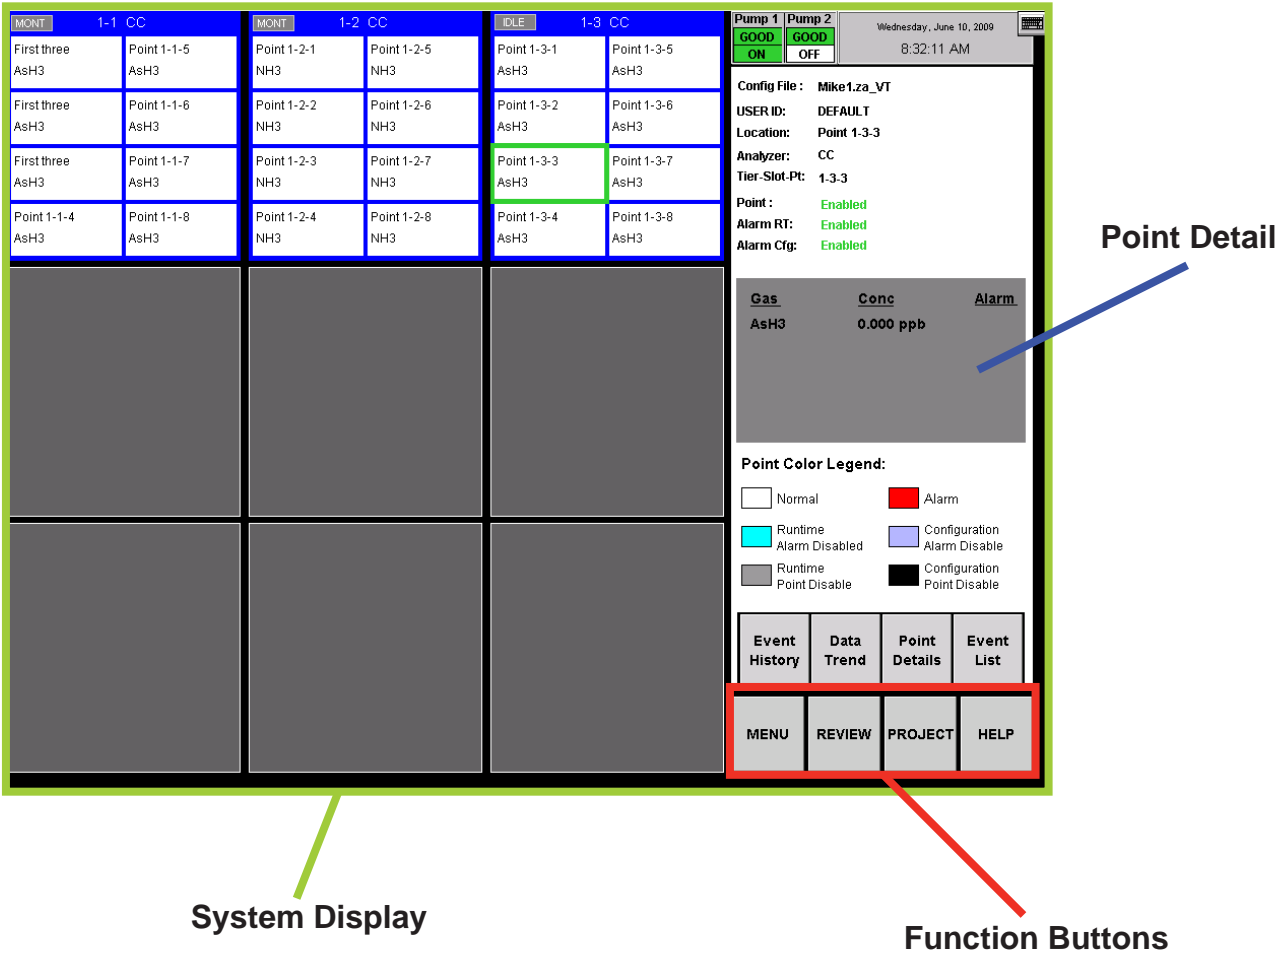 MONT 1-1 CC
First three
AsH3
Point 1-1-5
AsH3
First three
AsH3
Point 1-1-6
AsH3
First three
AsH3
Point 1-1-7
AsH3
Point 1-1-4
AsH3
Point 1-1-8
AsH3
MONT 1-2 CC
Point 1-2-1
NH3
Point 1-2-5
NH3
Point 1-2-2
NH3
Point 1-2-6
NH3
Point 1-2-3
NH3
Point 1-2-7
NH3
Point 1-2-4
NH3
Point 1-2-8
NH3
IDLE 1-3 CC
Point 1-3-1
AsH3
Point 1-3-5
AsH3
Point 1-3-2
AsH3
Point 1-3-6
AsH3
Point 1-3-3
AsH3
Point 1-3-7
AsH3
Point 1-3-4
AsH3
Point 1-3-8
AsH3
Pump 1 Pump 2
GOOD GOOD
ON OFF
Wednesday, June 10, 2009
8:32:11 AM
Config File : Mike1.za_VT
USER ID: DEFAULT
Location: Point 1-3-3
Analyzer: CC
Tier-Slot-Pt: 1-3-3
Point : Enabled
Alarm RT: Enabled
Alarm Cfg: Enabled
Gas Conc Alarm
AsH3 0.000 ppb
Point Color Legend:
Normal
Alarm
Runtime
Alarm Disabled
Configuration
Alarm Disable
Runtime
Point Disable
Configuration
Point Disable
Event
History
Data
Trend
Point
Details
Event
List
MENU REVIEW PROJECT HELP
Point Detail
System Display
Function Buttons